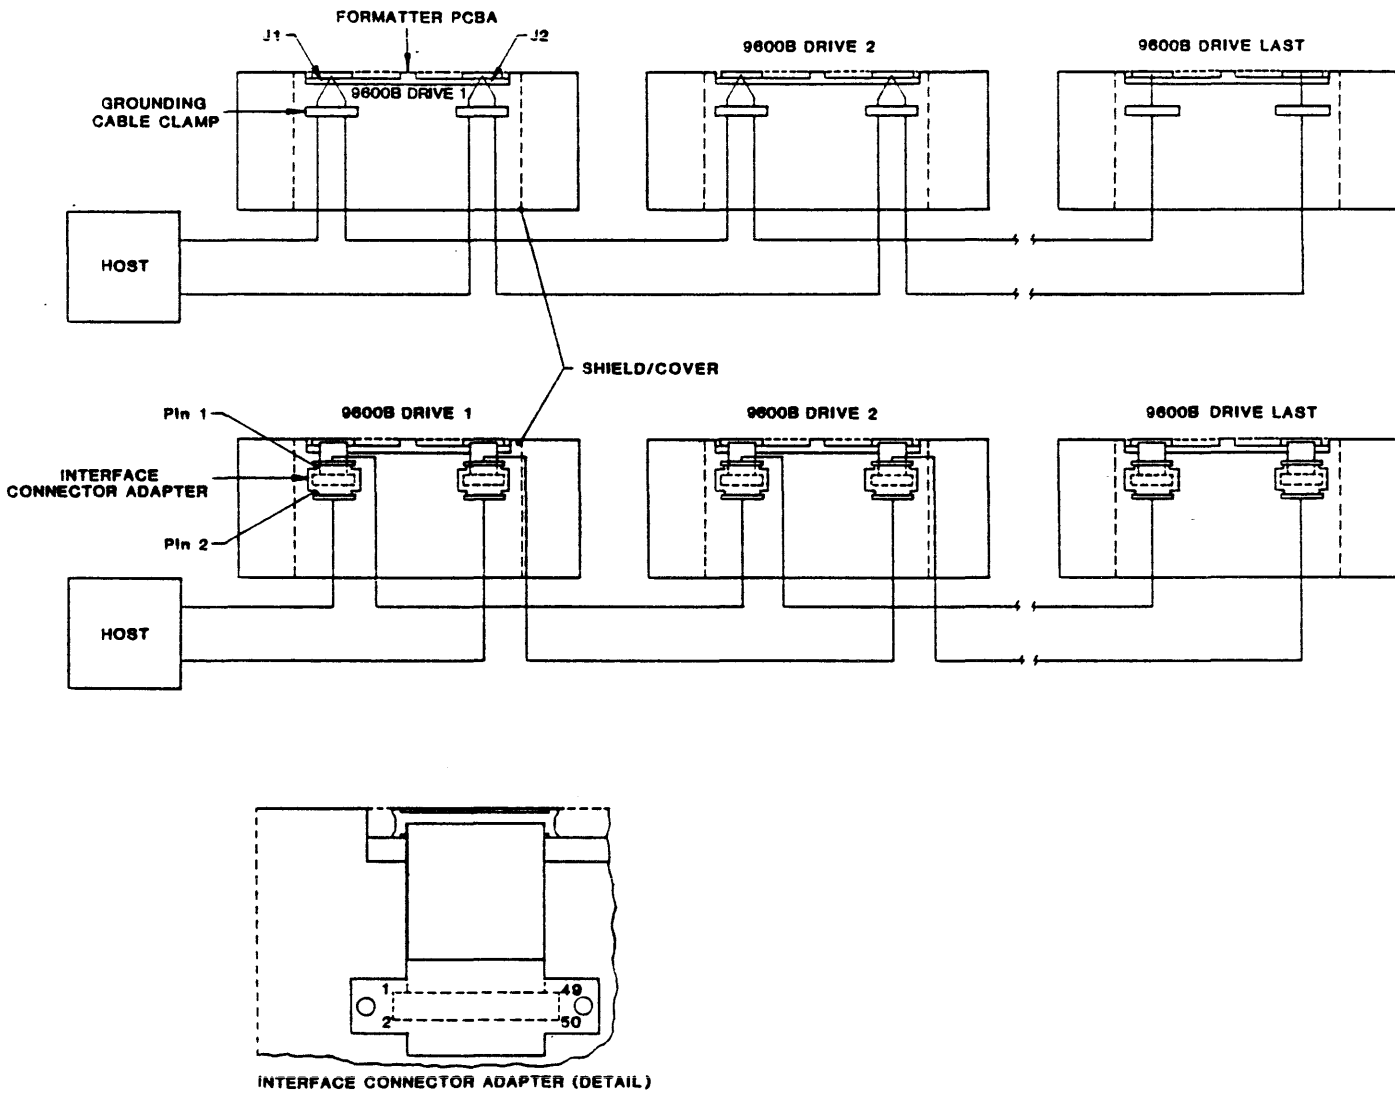 FORMATTER PCBA
J1
J2
9600B DRIVE 2
9600B DRIVE LAST
9600B DRIVE 1
GROUNDING
CABLE CLAMP
HOST
SHIELD/COVER
Pin 1
9600B DRIVE 1
9600B DRIVE 2
9600B DRIVE LAST
INTERFACE
CONNECTOR ADAPTER
Pin 2
HOST
1
49
2
50
INTERFACE CONNECTOR ADAPTER (DETAIL)